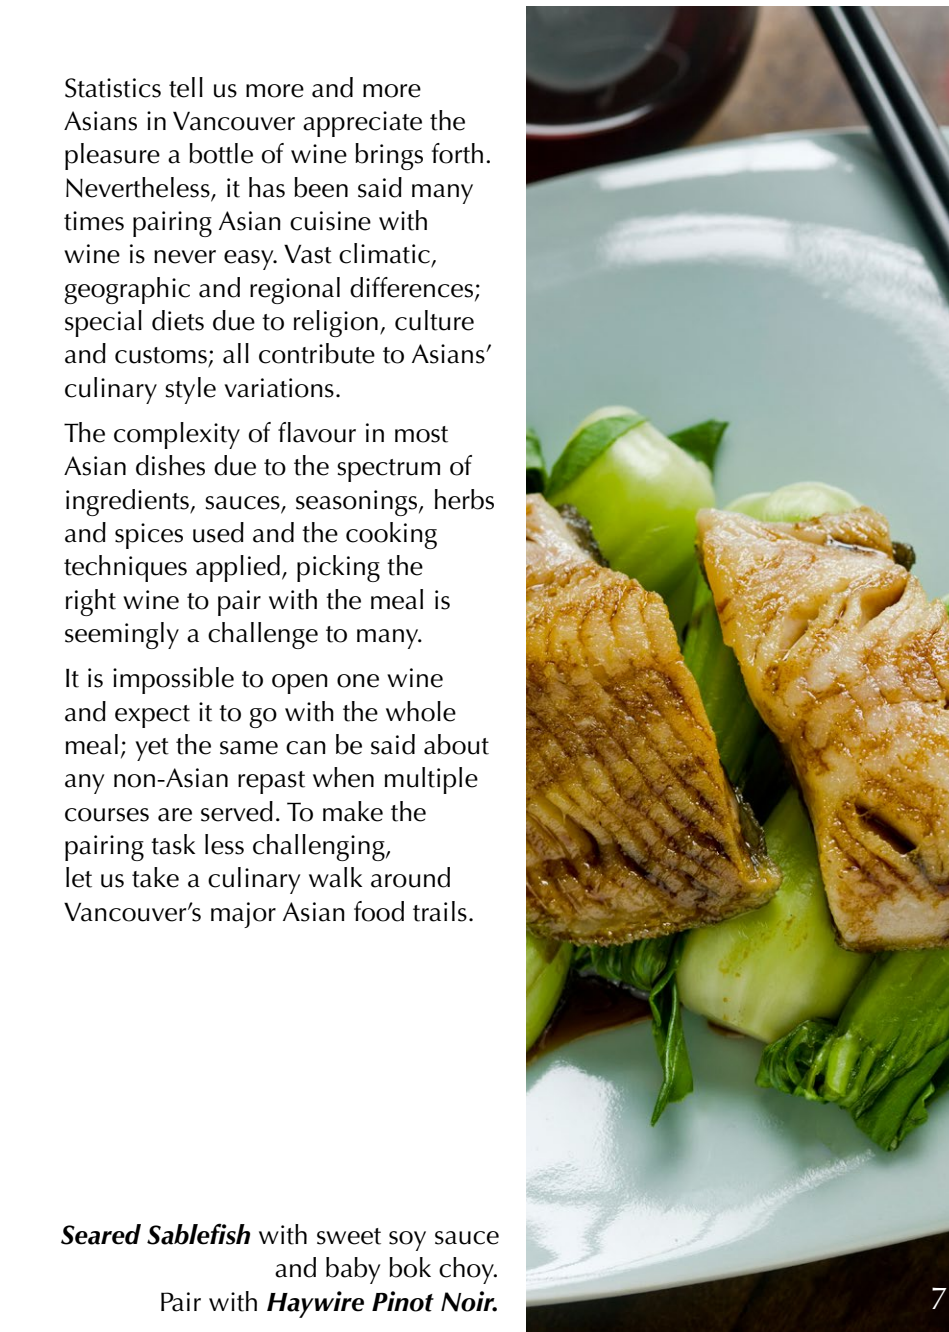 Statistics tell us more and more
Asians in Vancouver appreciate the
pleasure a bottle of wine brings forth.
Nevertheless, it has been said many
times pairing Asian cuisine with
wine is never easy. Vast climatic,
geographic and regional differences;
special diets due to religion, culture
and customs; all contribute to Asians’
culinary style variations.
The complexity of flavour in most
Asian dishes due to the spectrum of
ingredients, sauces, seasonings, herbs
and spices used and the cooking
techniques applied, picking the
right wine to pair with the meal is
seemingly a challenge to many.
It is impossible to open one wine
and expect it to go with the whole
meal; yet the same can be said about
any non-Asian repast when multiple
courses are served. To make the
pairing task less challenging,
let us take a culinary walk around
Vancouver’s major Asian food trails.
Seared Sablefish with sweet soy sauce
and baby bok choy.
Pair with Haywire Pinot Noir.
7